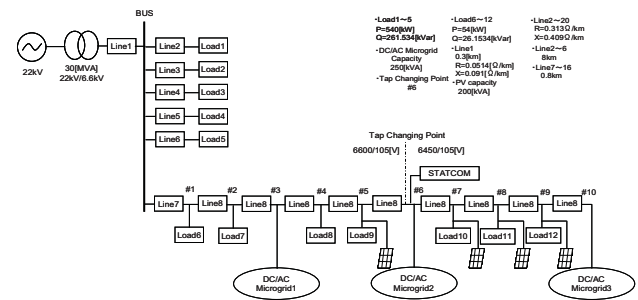 BUS
22kV
30[MVA]
22kV/6.6kV
Line1
Line2 Load1
Line3 Load2
Line4 Load3
Line5 Load4
Line6 Load5
・Load1~5
P=540[kW]
Q=261.534[kVar]
・DC/AC Microgrid
Capacity
250[kVA]
・Tap Changing Point
#6
・Load6~12
P=54[kW]
Q=26.1534[kVar]
・Line1
0.3[km]
R=0.0514[Ω/km]
X=0.091[Ω/km]
・PV capacity
200[kVA]
・Line2~20
R=0.313Ω/km
X=0.409Ω/km
・Line2~6
8km
・Line7~16
0.8km
Tap Changing Point
6600/105[V] 6450/105[V]
STATCOM
#1 #2 #3 #4 #5 #6 #7 #8 #9 #10
Line7 Line8 Line8 Line8 Line8 Line8 Line8 Line8 Line8 Line8
Load6 Load7 Load8 Load9 Load10 Load11 Load12
DC/AC
Microgrid1
DC/AC
Microgrid2
DC/AC
Microgrid3